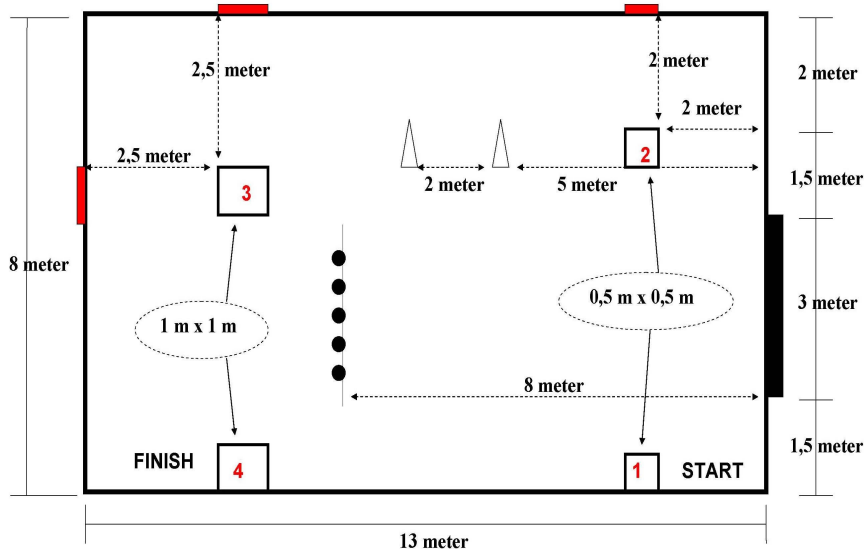 2,5 meter
2 meter
2 meter
2 meter
2
2,5 meter
2 meter
5 meter
1,5 meter
3
8 meter
0,5 m x 0,5 m
3 meter
1 m x 1 m
8 meter
FINISH
4
1
START
1,5 meter
13 meter